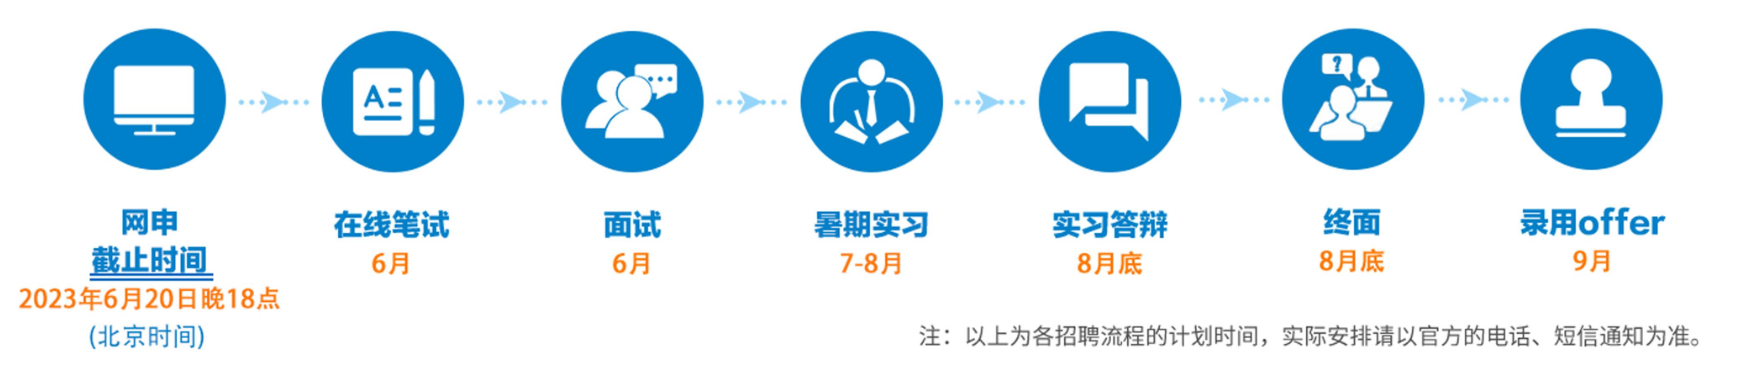 A
?
网申
截止时间
2023年6月20日晚18点
(北京时间)
在线笔试
6月
面试
6月
暑期实习
7-8月
实习答辩
8月底
终面
8月底
录用offer
9月
注：以上为各招聘流程的计划时间，实际安排请以官方的电话、短信通知为准。